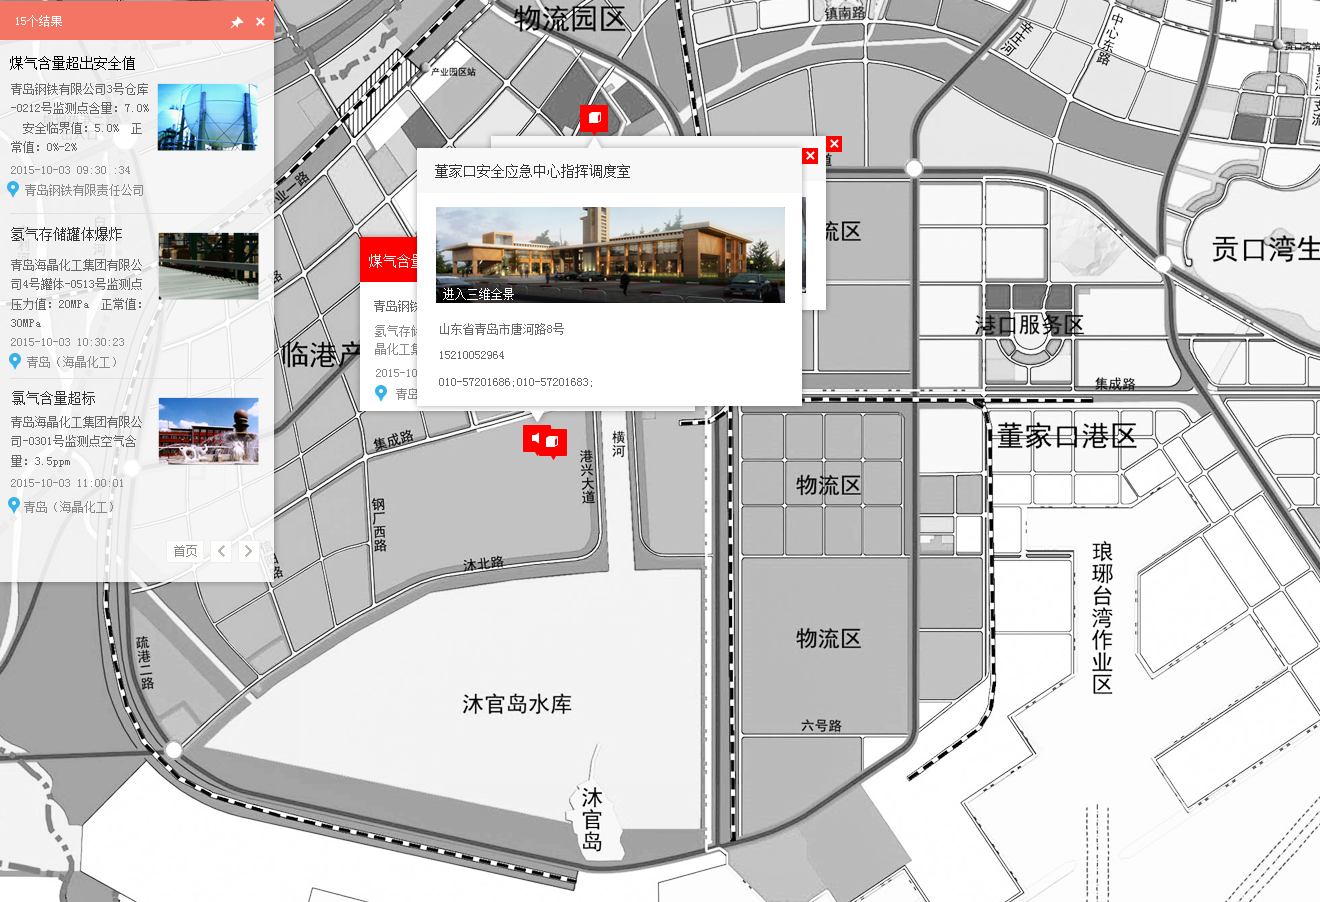 15个结果
煤气含量超出安全值
青岛钢铁有限公司3号仓库
-0212号监测点含量：7.0%
安全临界值：5.0% 正
常值：0%-2%
2015-10-03 09:30 :34
青岛钢铁有限责任公司
氢气存储罐体爆炸
青岛海晶化工集团有限公
司4号罐体-0513号监测点
压力值：20MPa 正常值：
30MPa
2015-10-03 10:30:23
青岛（海晶化工）
氯气含量超标
青岛海晶化工集团有限公
司-0301号监测点空气含
量：3.5ppm
2015-10-03 11:00:01
青岛（海晶化工）
首页
董家口安全应急中心指挥调度室
进入三维全景
山东省青岛市唐河路8号
15210052964
010-57201686;010-57201683;
煤气含量
青岛钢铁
氢气存储
晶化工集
2015-10
青岛
物流园区
镇南路
中心东路
产业园区站
业一路
道
流区
贡口湾生
港口服务区
临港产
集成路
董家口港区
集成路
横河
港兴大道
钢厂西路
沐北路
物流区
物流区
琅琊台湾作业区
疏港二路
沐官岛水库
六号路
沐官岛